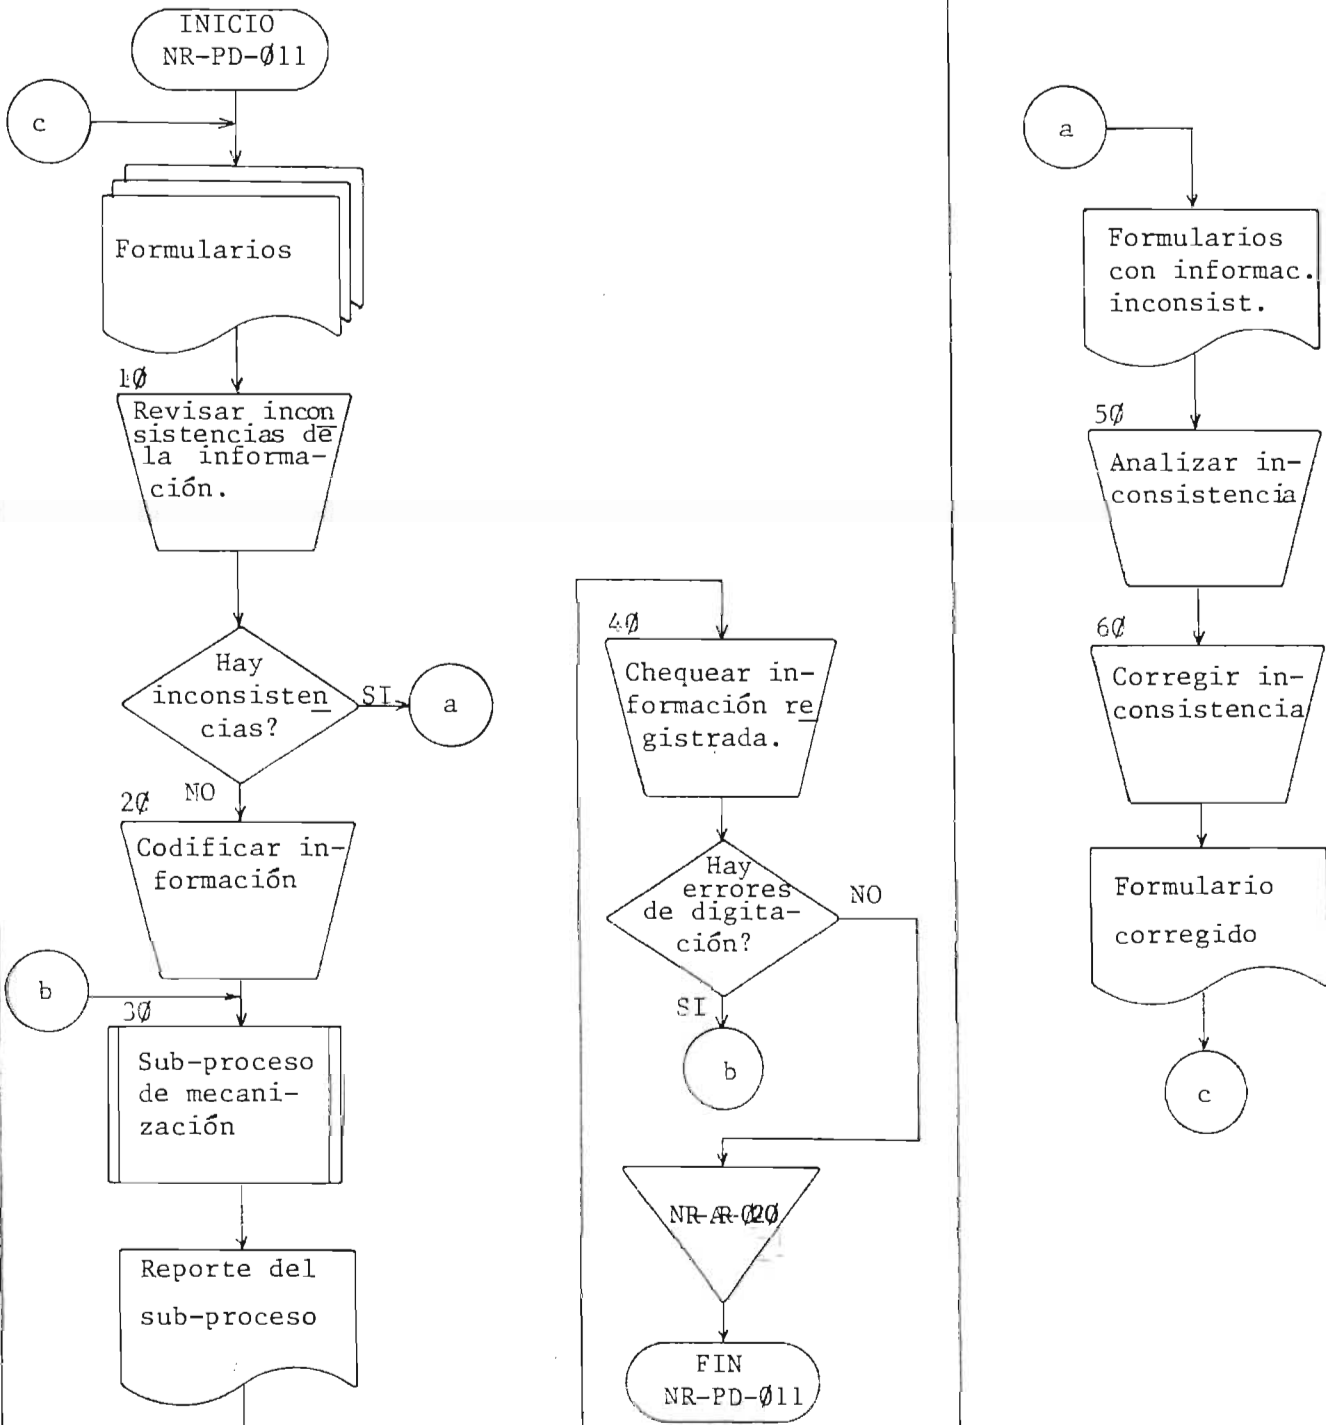 INICIO
NR-PD-Ø11
c
Formularios
1Ø
Revisar incon
sistencias de
la informa-
ción.
Hay
inconsisten
cias?
SI
a
NO
2Ø
Codificar in-
formación
b
3Ø
Sub-proceso
de mecani-
zación
Reporte del
sub-proceso
4Ø
Chequear in-
formación re
gistrada.
Hay
errores
de digita-
ción?
NO
SI
b
NR-AR-Ø2Ø
FIN
NR-PD-Ø11
a
Formularios
con informac.
inconsist.
5Ø
Analizar in-
consistencia
6Ø
Corregir in-
consistencia
Formulario
corregido
c